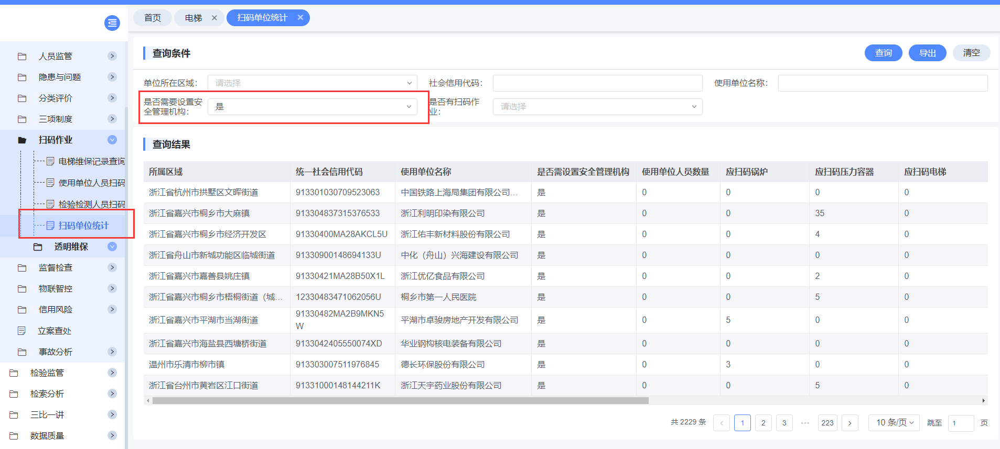 首页
电梯
扫码单位统计
人员监管
隐患与问题
分类评价
三项制度
扫码作业
电梯维保记录查询
使用单位人员扫码
检验检测人员扫码
扫码单位统计
透明维保
监督检查
物联智控
信用风险
立案查处
事故分析
检验监管
检索分析
三比一讲
数据质量
查询条件
查询
导出
清空
单位所在区域： 请选择
社会信用代码：
使用单位名称：
是否需要设置安
全管理机构： 是
是否有扫码作
业： 请选择
查询结果
所属区域 统一社会信用代码 使用单位名称 是否需设置安全管理机构 使用单位人员数量 应扫码锅炉 应扫码压力容器 应扫码电梯
浙江省杭州市拱墅区文晖街道 913301030709523063 中国铁路上海局集团有限公司… 是 0 0 0 0
浙江省嘉兴市桐乡市大麻镇 913304837315376533 浙江利明印染有限公司 是 0 0 35 0
浙江省嘉兴市桐乡市经济开发区 91330400MA28AKCL5U 浙江佑丰新材料股份有限公司 是 0 0 4 0
浙江省舟山市新城功能区临城街道 91330900148694133U 中化（舟山）兴海建设有限公司 是 0 0 0 0
浙江省嘉兴市嘉善县姚庄镇 91330421MA28B50X1L 浙江优亿食品有限公司 是 0 0 2 0
浙江省嘉兴市桐乡市梧桐街道（城… 12330483471062056U 桐乡市第一人民医院 是 0 0 5 0
浙江省嘉兴市平湖市当湖街道 91330482MA2B9MKN5
W 平湖市卓骏房地产开发有限公司 是 0 5 0 0
浙江省嘉兴市海盐县西塘桥街道 9133042405550074XD 华业钢构核电装备有限公司 是 0 0 0 0
温州市乐清市柳市镇 913303007511976845 德长环保股份有限公司 是 0 3 0 0
浙江省台州市黄岩区江口街道 91331000148144211K 浙江天宇药业股份有限公司 是 0 0 5 0
共 2229 条 1 2 3 ••• 223 10 条/页 跳至 1 页